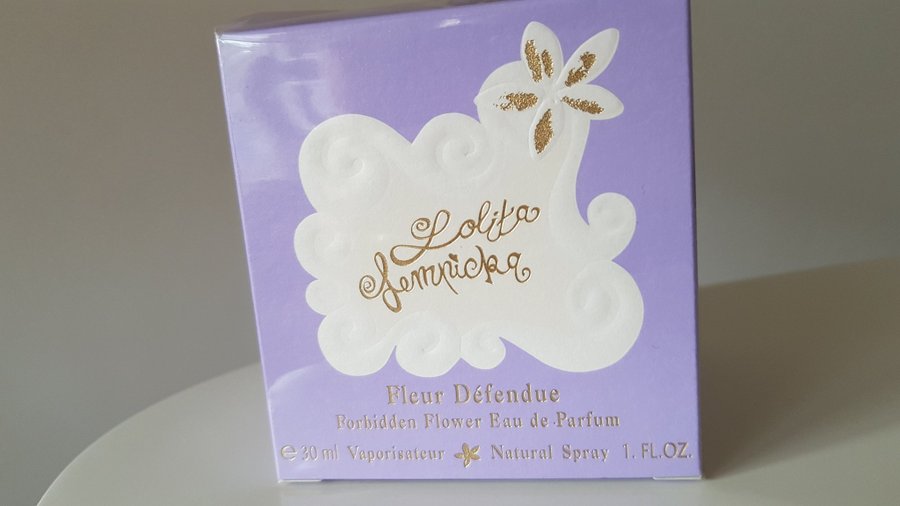 Lolita
Lempicka
Fleur Défendue
Forbidden Flower Eau de Parfum
℮ 30 ml Vaporisateur Natural Spray 1. FL.OZ.